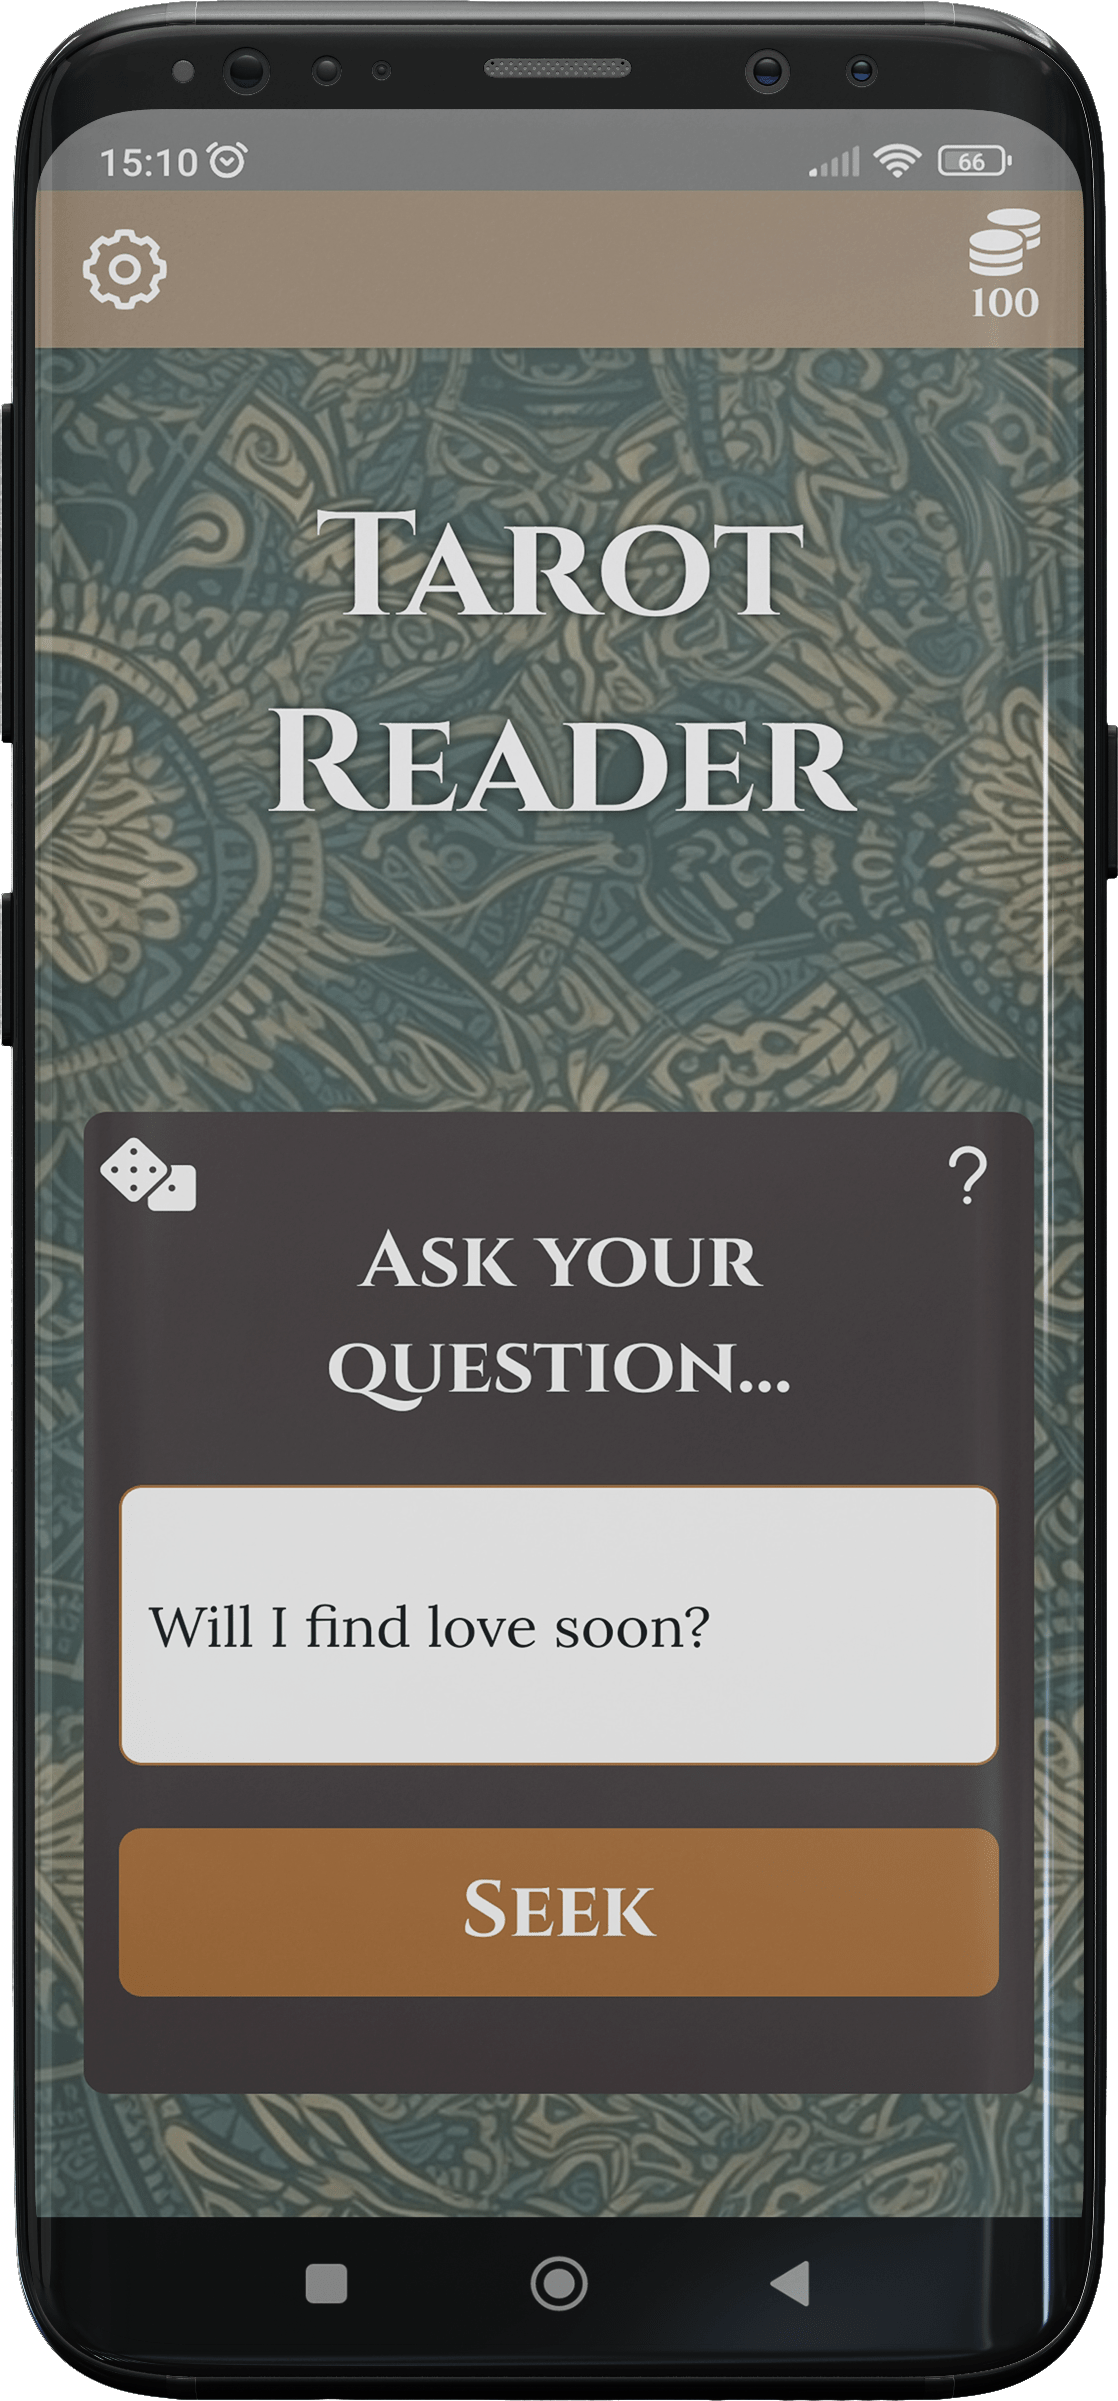 15:10
66
100
Tarot
Reader
?
Ask your
question...
Will I find love soon?
Seek